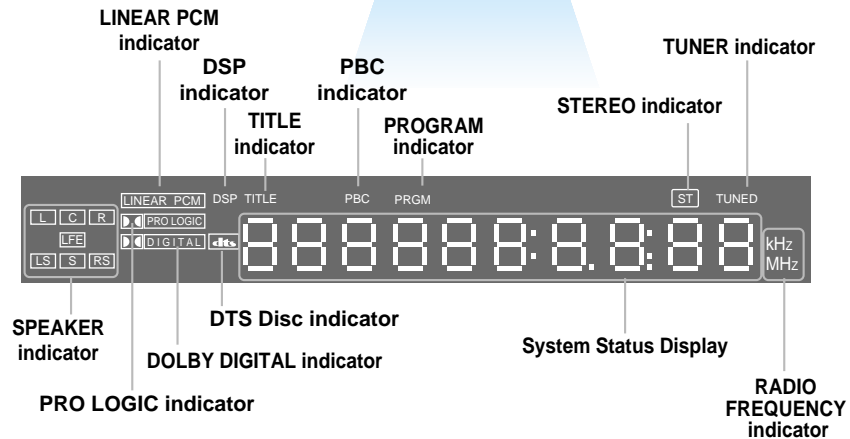 LINEAR PCM
indicator
DSP
indicator
PBC
indicator
TUNER indicator
STEREO indicator
TITLE
indicator
PROGRAM
indicator
LINEAR PCM DSP TITLE PBC PRGM ST TUNED
L C R PRO LOGIC
LFE DIGITAL dts kHz
LS S RS MHz
SPEAKER
indicator
DTS Disc indicator
DOLBY DIGITAL indicator
System Status Display
PRO LOGIC indicator
RADIO
FREQUENCY
indicator